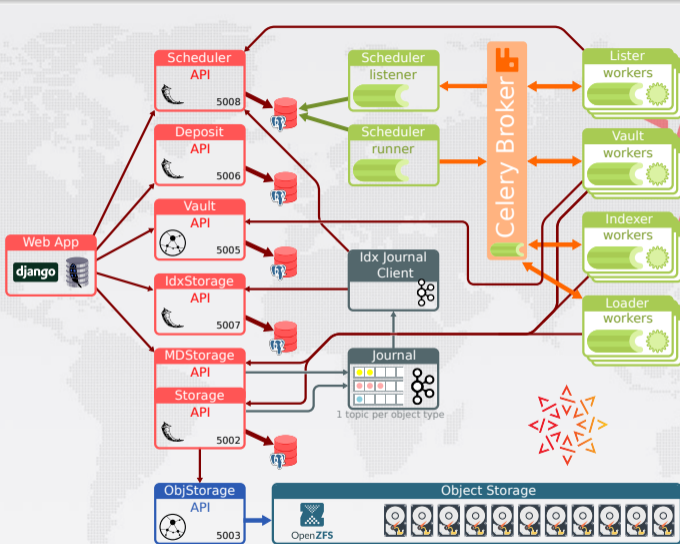 Scheduler
API
5008
Deposit
API
5006
Vault
API
5005
IdxStorage
API
5007
MDStorage
API
Storage
API
5002
ObjStorage
API
5003
Web App
django
Scheduler
listener
Scheduler
runner
Celery Broker
Lister
workers
Vault
workers
Indexer
workers
Loader
workers
Idx Journal
Client
Journal
1 topic per object type
Object Storage
OpenZFS